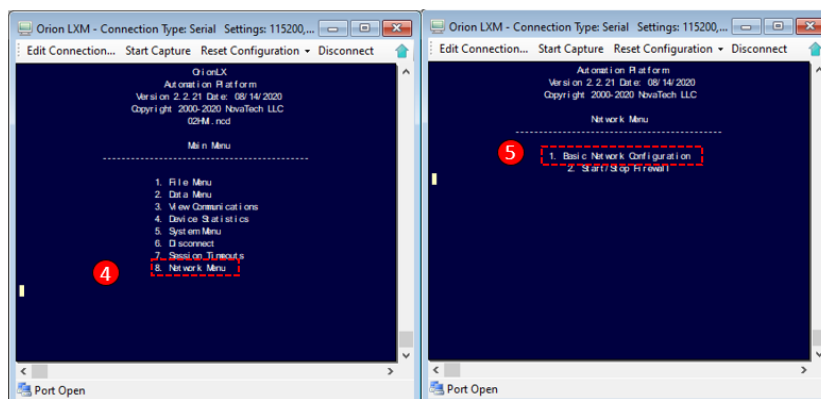 Orion LXM - Connection Type: Serial Settings: 115200,...
Edit Connection... Start Capture Reset Configuration Disconnect
OrionLX
Automation Platform
Version 2.2.21 Date: 08/14/2020
Copyright 2000-2020 NovaTech LLC
02HM.ncd
Main Menu
1. File Menu
2. Data Menu
3. View Communications
4. Device Statistics
5. System Menu
6. Disconnect
7. Session Timeouts
8. Network Menu
4
Port Open
Orion LXM - Connection Type: Serial Settings: 115200,...
Edit Connection... Start Capture Reset Configuration Disconnect
Automation Platform
Version 2.2.21 Date: 08/14/2020
Copyright 2000-2020 NovaTech LLC
Network Menu
5
1. Basic Network Configuration
2. Start/Stop Firewall
Port Open